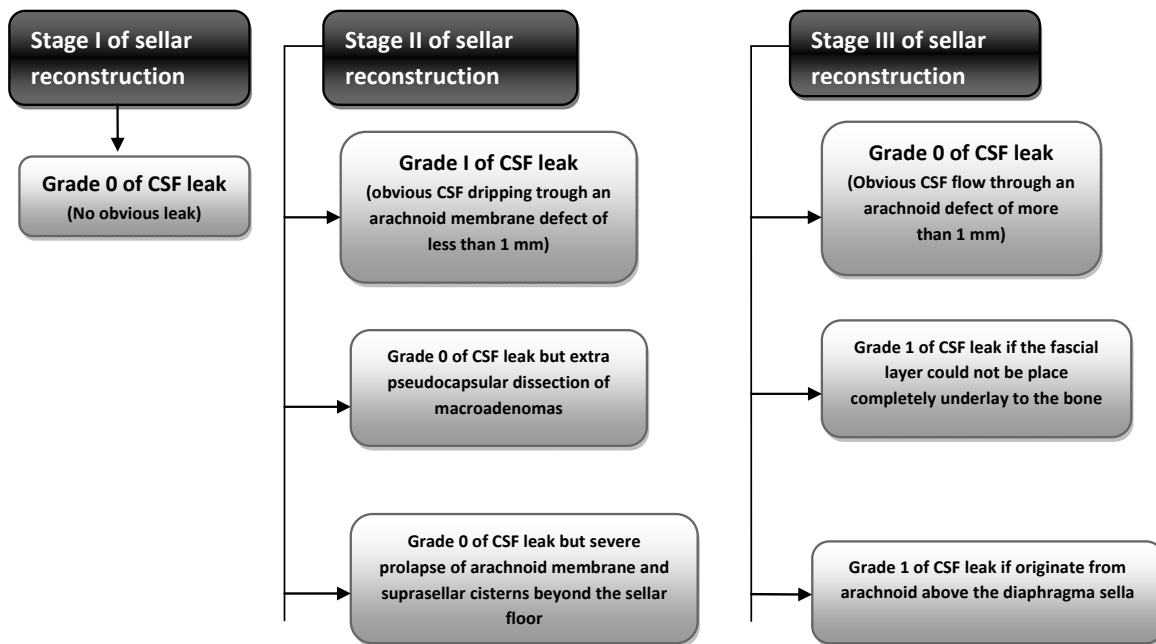 Stage I of sellar
reconstruction
Grade 0 of CSF leak
(No obvious leak)
Stage II of sellar
reconstruction
Grade I of CSF leak
(obvious CSF dripping trough an
arachnoid membrane defect of
less than 1 mm)
Grade 0 of CSF leak but extra
pseudocapsular dissection of
macroadenomas
Grade 0 of CSF leak but severe
prolapse of arachnoid membrane and
suprasellar cisterns beyond the sellar
floor
Stage III of sellar
reconstruction
Grade 0 of CSF leak
(Obvious CSF flow through an
arachnoid defect of more
than 1 mm)
Grade 1 of CSF leak if the fascial
layer could not be place
completely underlay to the bone
Grade 1 of CSF leak if originate from
arachnoid above the diaphragma sella